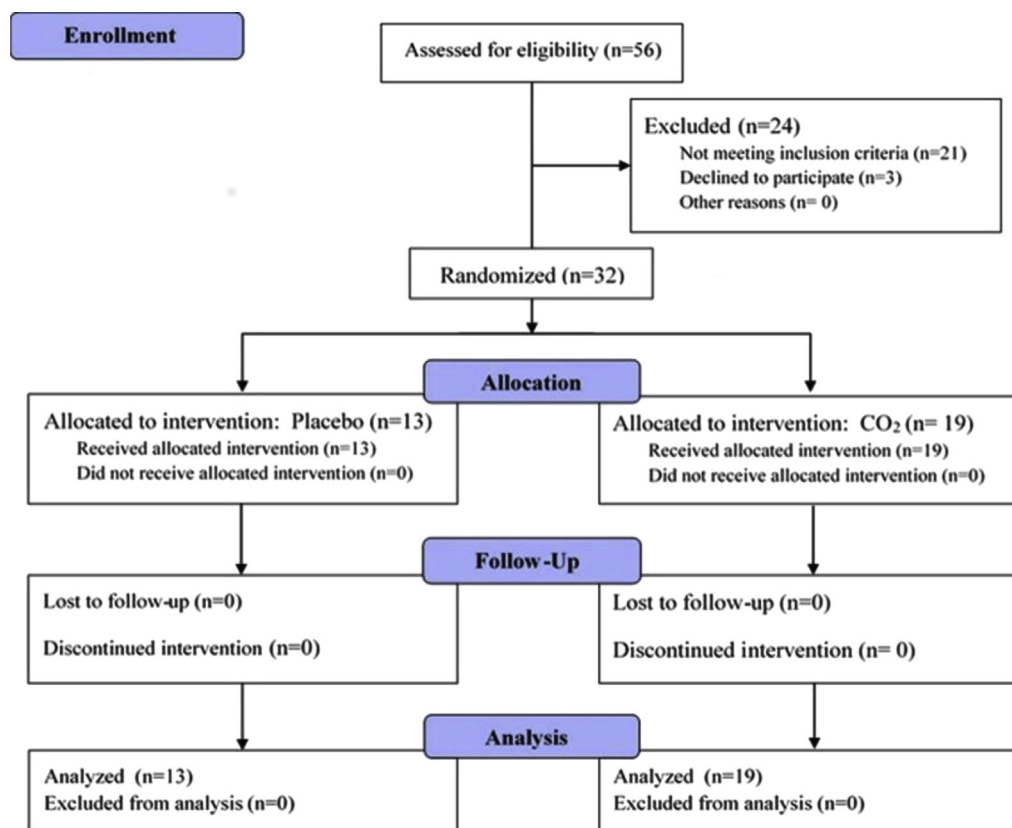 Enrollment
Assessed for eligibility (n=56)
Excluded (n=24)
Not meeting inclusion criteria (n=21)
Declined to participate (n=3)
Other reasons (n= 0)
Randomized (n=32)
Allocation
Allocated to intervention: Placebo (n=13)
Received allocated intervention (n=13)
Did not receive allocated intervention (n=0)
Allocated to intervention: CO₂ (n= 19)
Received allocated intervention (n=19)
Did not receive allocated intervention (n=0)
Follow-Up
Lost to follow-up (n=0)
Discontinued intervention (n=0)
Lost to follow-up (n=0)
Discontinued intervention (n= 0)
Analysis
Analyzed (n=13)
Excluded from analysis (n=0)
Analyzed (n=19)
Excluded from analysis (n=0)